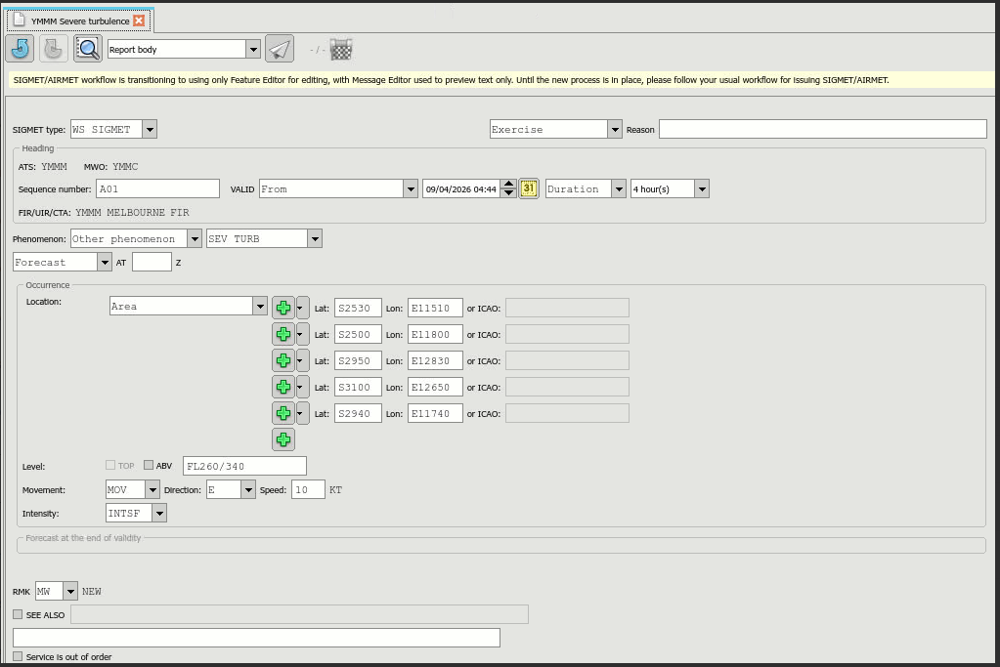 YMMM Severe turbulence
Report body
- / -
SIGMET/AIRMET workflow is transitioning to using only Feature Editor for editing, with Message Editor used to preview text only. Until the new process is in place, please follow your usual workflow for issuing SIGMET/AIRMET.
SIGMET type: WS SIGMET Exercise Reason
Heading
ATS: YMMM MWO: YMMC
Sequence number: A01 VALID From 09/04/2026 04:44 31 Duration 4 hour(s)
FIR/UIR/CTA: YMMM MELBOURNE FIR
Phenomenon: Other phenomenon SEV TURB
Forecast AT Z
Occurrence
Location: Area Lat: S2530 Lon: E11510 or ICAO:
Lat: S2500 Lon: E11800 or ICAO:
Lat: S2950 Lon: E12830 or ICAO:
Lat: S3100 Lon: E12650 or ICAO:
Lat: S2940 Lon: E11740 or ICAO:
Level: TOP ABV FL260/340
Movement: MOV Direction: E Speed: 10 KT
Intensity: INTSF
Forecast at the end of validity
RMK MW NEW
SEE ALSO
Service is out of order